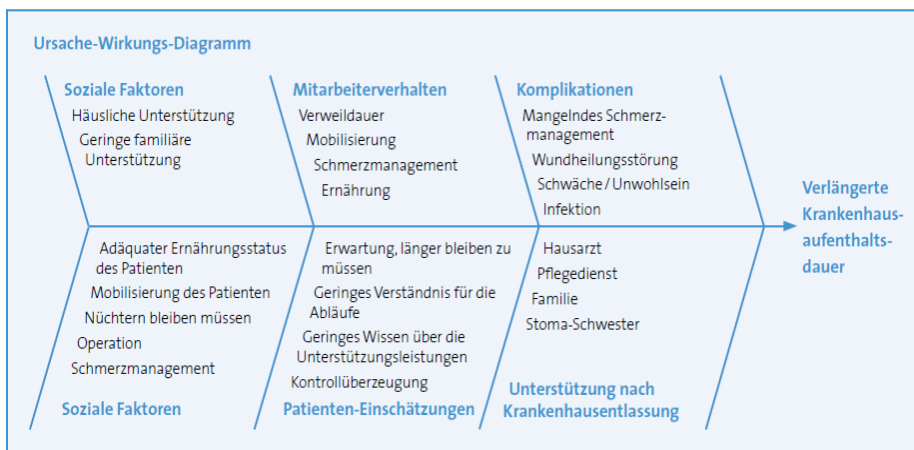 Ursache-Wirkungs-Diagramm
Soziale Faktoren
Häusliche Unterstützung
Geringe familiäre
Unterstützung
Mitarbeiterverhalten
Verweildauer
Mobilisierung
Schmerzmanagement
Ernährung
Komplikationen
Mangelndes Schmerz-
management
Wundheilungsstörung
Schwäche / Unwohlsein
Infektion
Verlängerte
Krankenhaus-
aufenthalts-
dauer
Adäquater Ernährungsstatus
des Patienten
Mobilisierung des Patienten
Nüchtern bleiben müssen
Operation
Schmerzmanagement
Soziale Faktoren
Erwartung, länger bleiben zu
müssen
Geringes Verständnis für die
Abläufe
Geringes Wissen über die
Unterstützungsleistungen
Kontrollüberzeugung
Patienten-Einschätzungen
Hausarzt
Pflegedienst
Familie
Stoma-Schwester
Unterstützung nach
Krankenhausentlassung